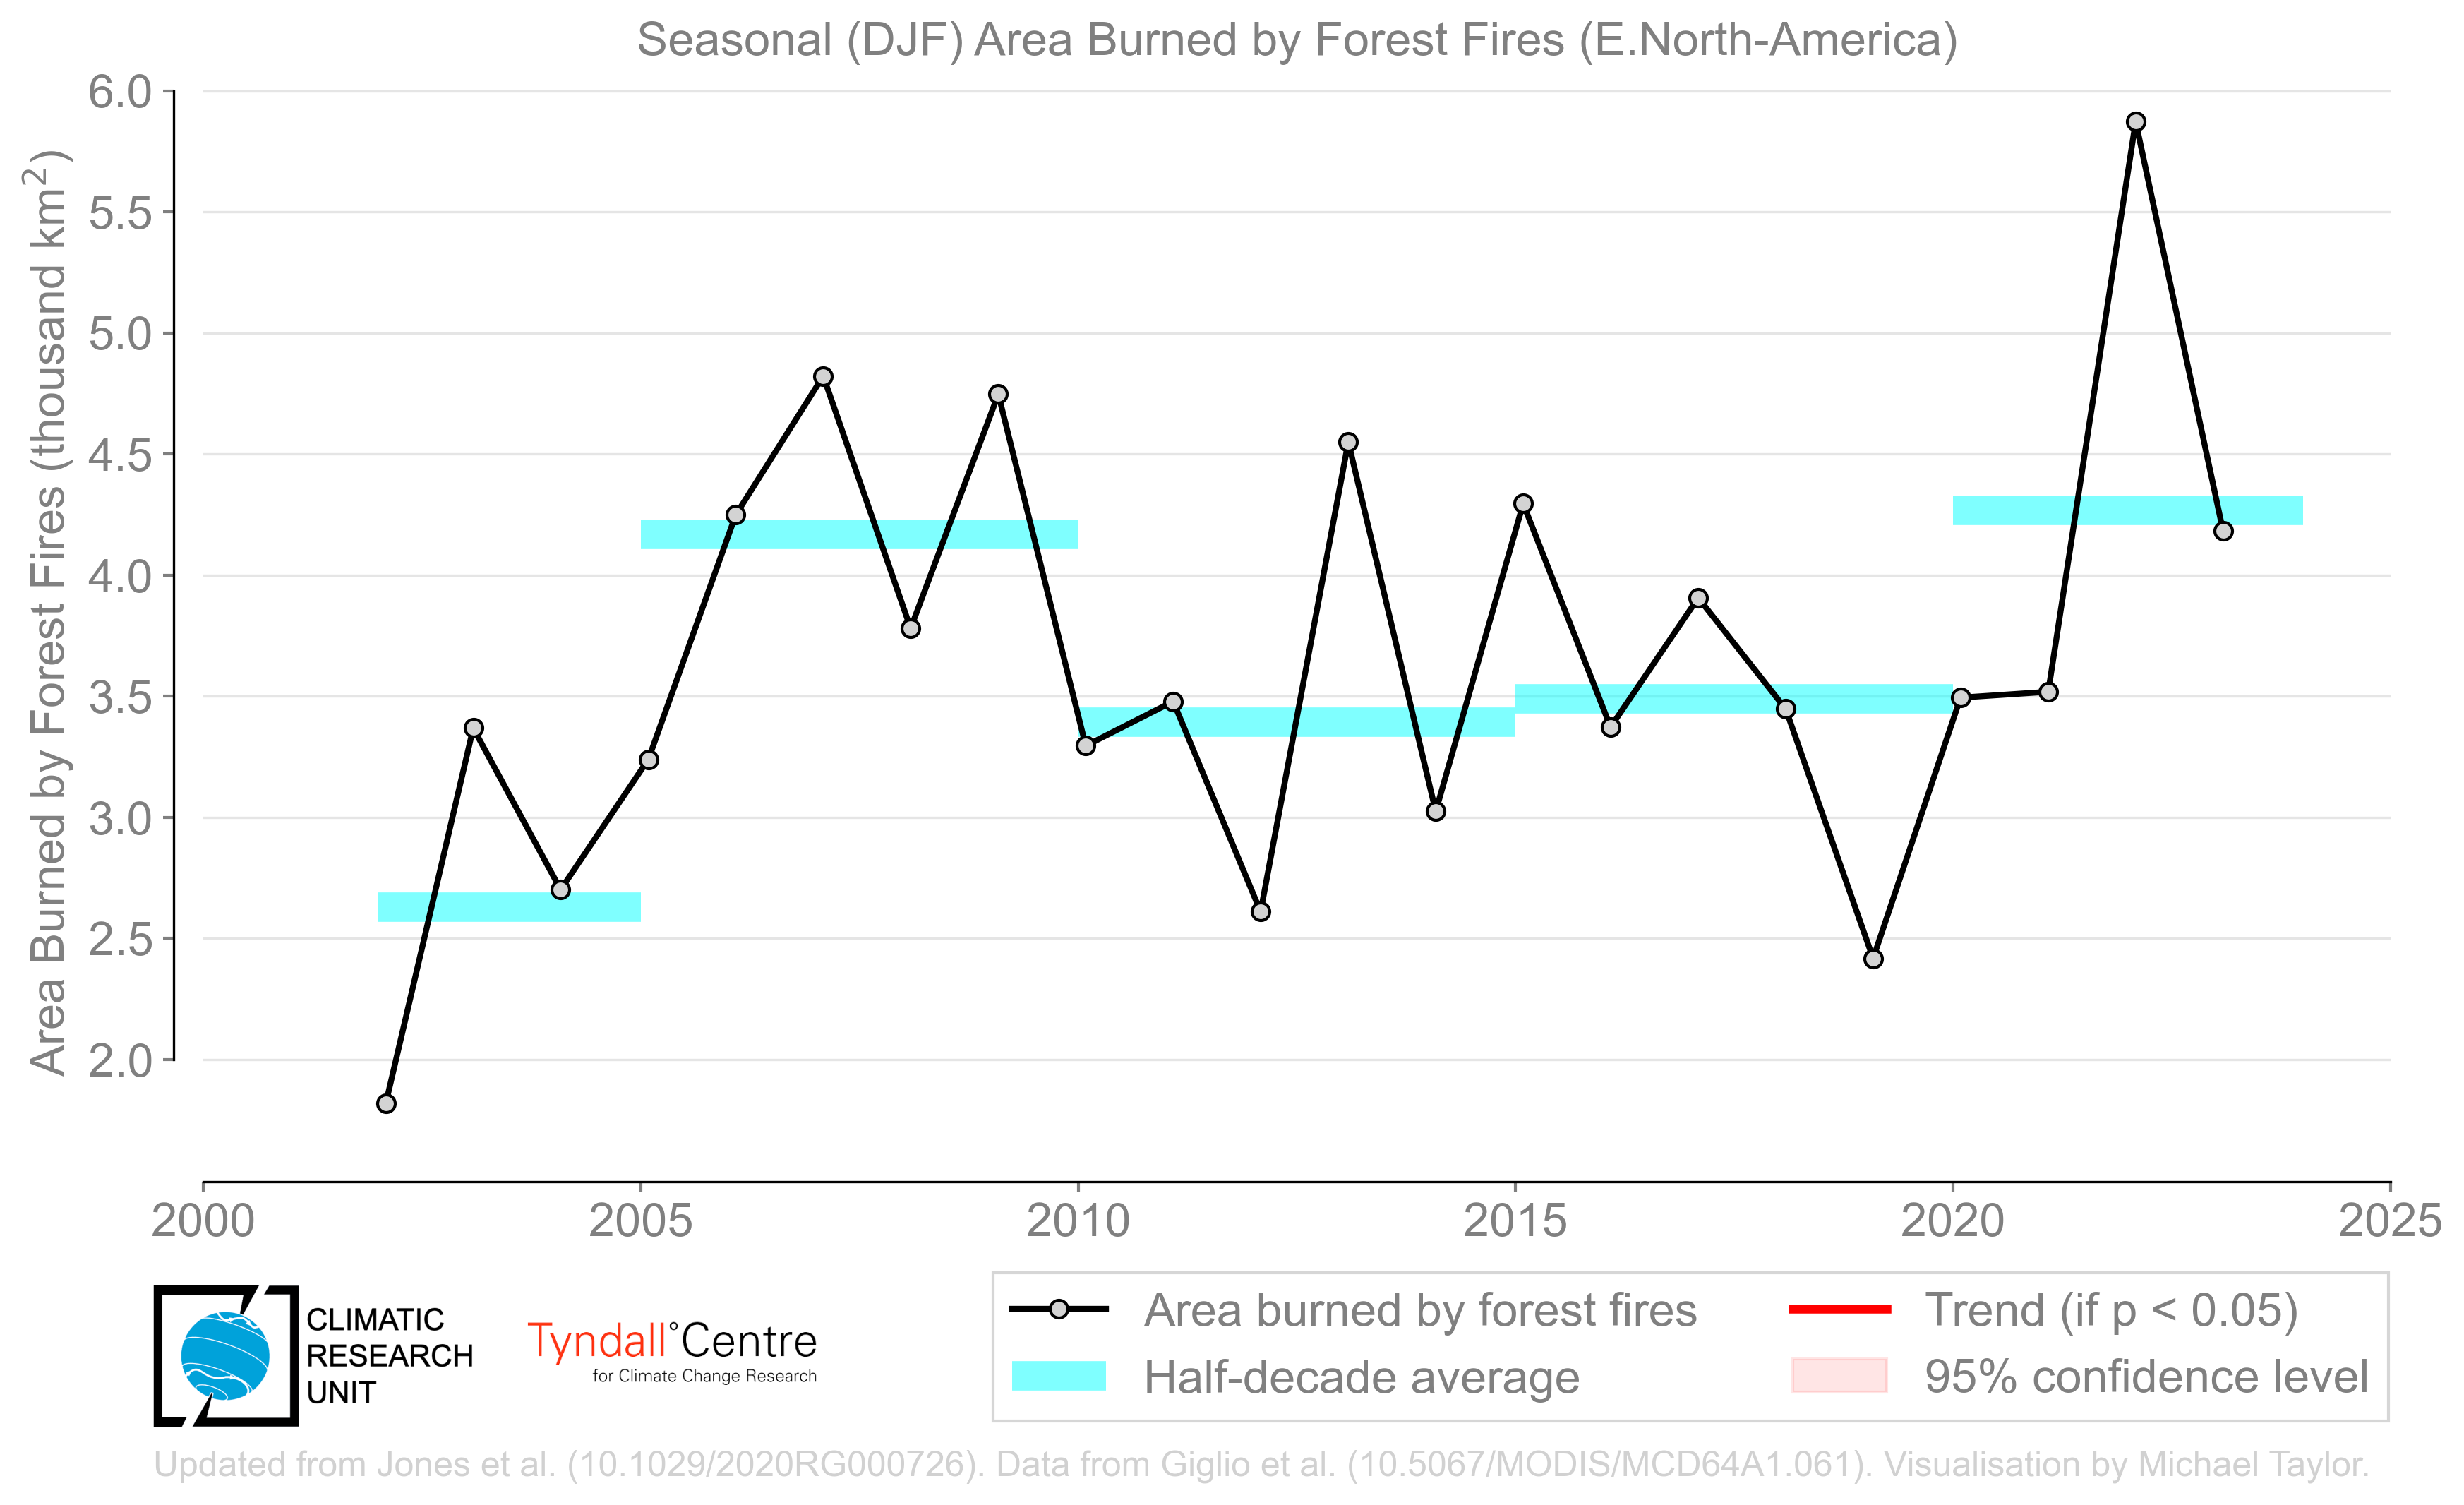 Seasonal (DJF) Area Burned by Forest Fires (E.North-America)
Area Burned by Forest Fires (thousand km²)
6.0
5.5
5.0
4.5
4.0
3.5
3.0
2.5
2.0
2000 2005 2010 2015 2020 2025
CLIMATIC
RESEARCH
UNIT
Tyndall°Centre
for Climate Change Research
Area burned by forest fires
Half-decade average
Trend (if p < 0.05)
95% confidence level
Updated from Jones et al. (10.1029/2020RG000726). Data from Giglio et al. (10.5067/MODIS/MCD64A1.061). Visualisation by Michael Taylor.